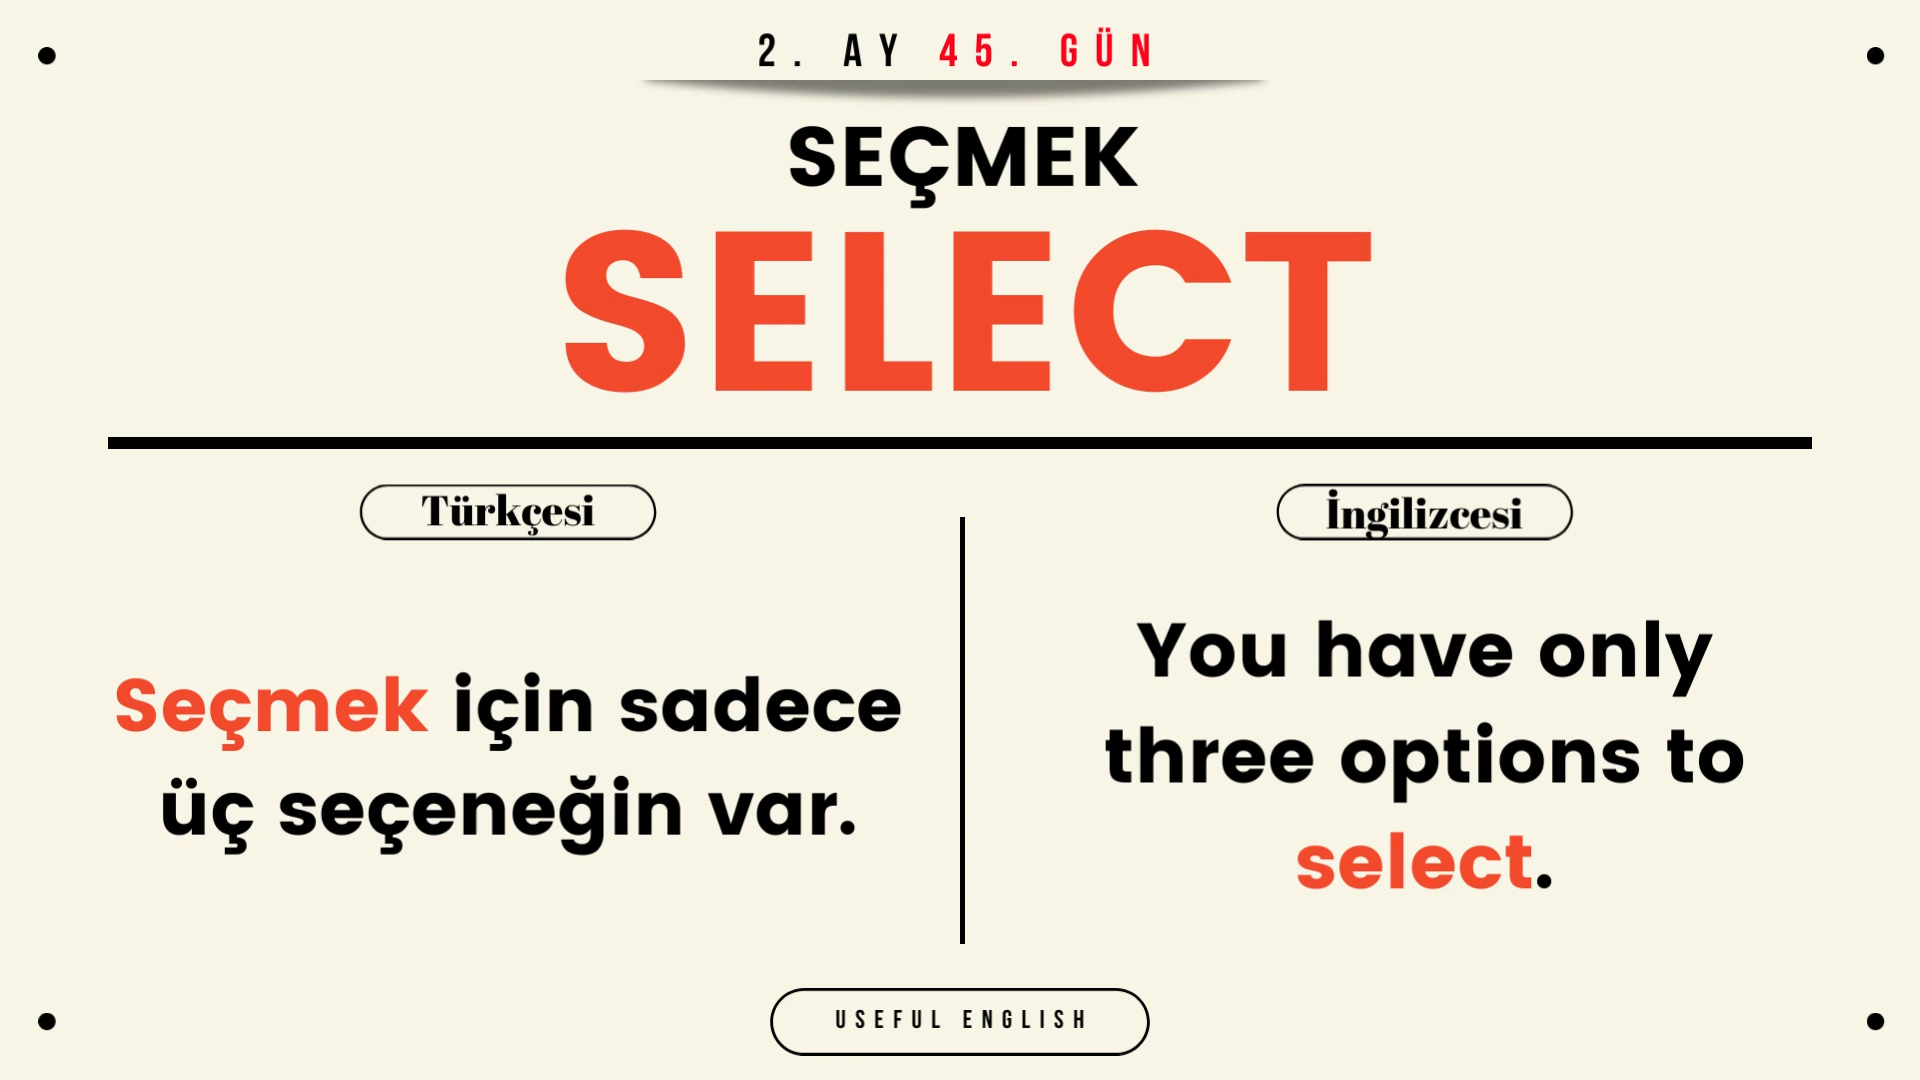 2. AY 45. GÜN
SEÇMEK
SELECT
Türkçesi
Seçmek için sadece
üç seçeneğin var.
İngilizcesi
You have only
three options to
select.
USEFUL ENGLISH